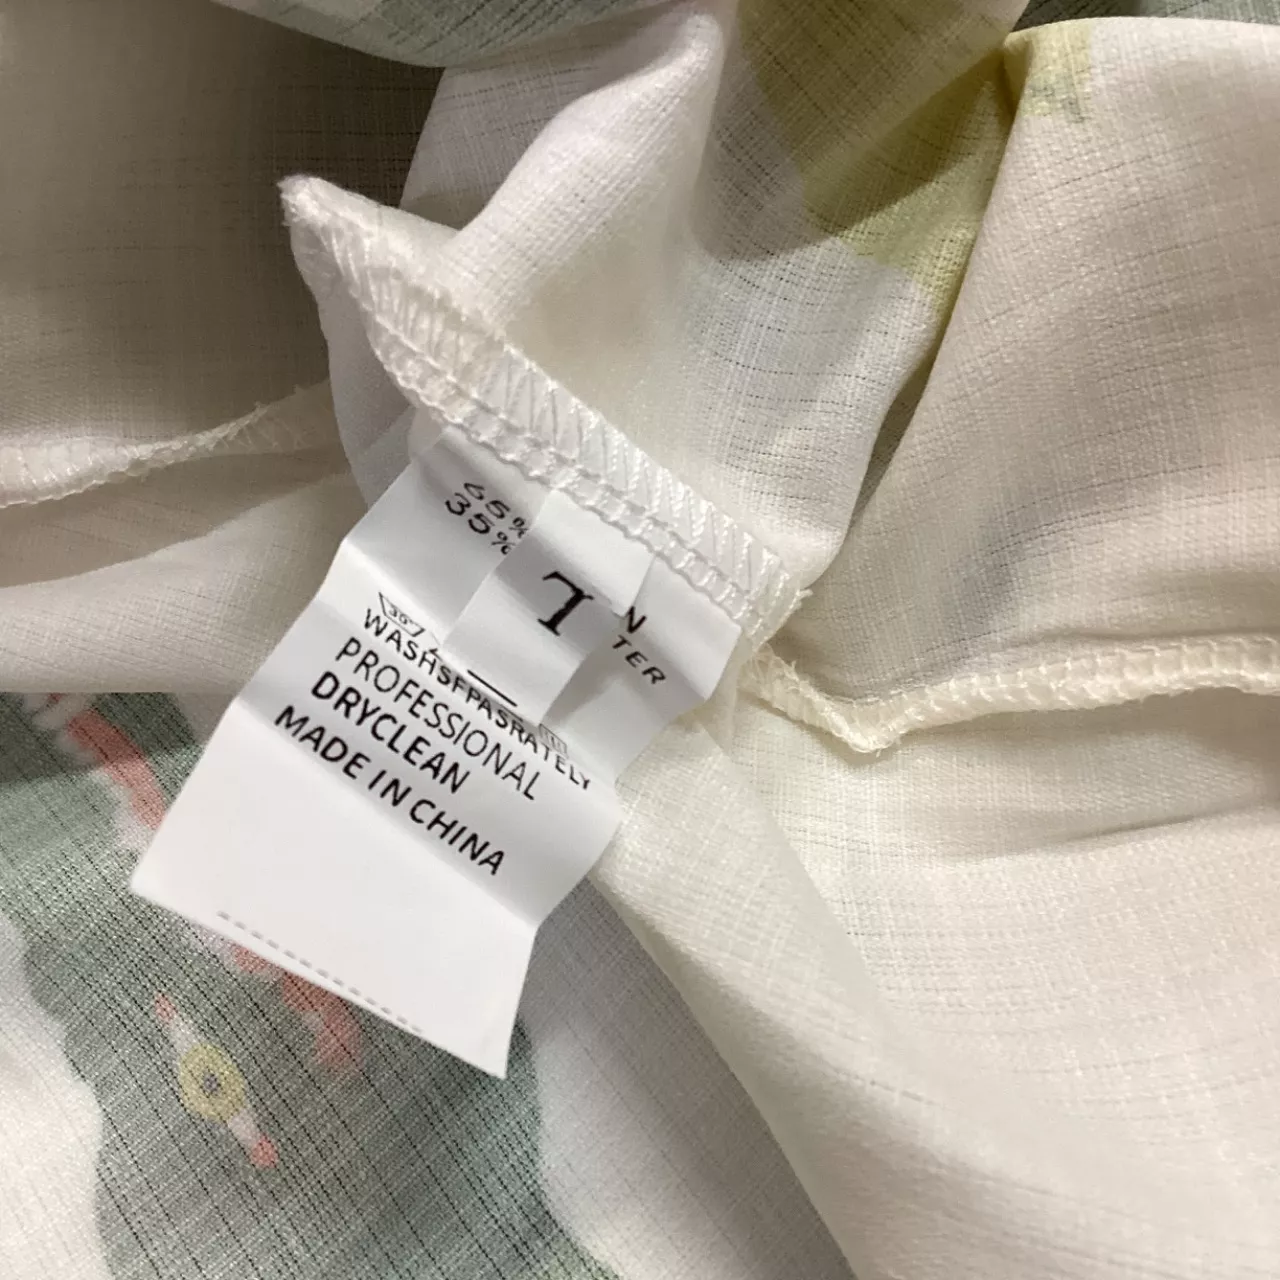 65%
35%
L
N
TER
30°
WASHSFPASRATELY
PROFESSIONAL
DRYCLEAN
MADE IN CHINA